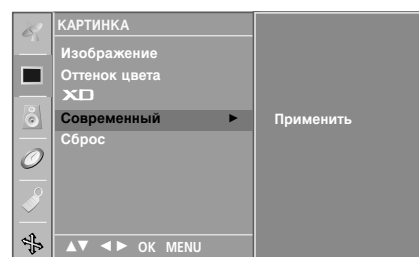 КАРТИНКА
Изображение
Оттенок цвета
XD
Современный ►
Применить
Сброс
▲▼ ◄► OK MENU